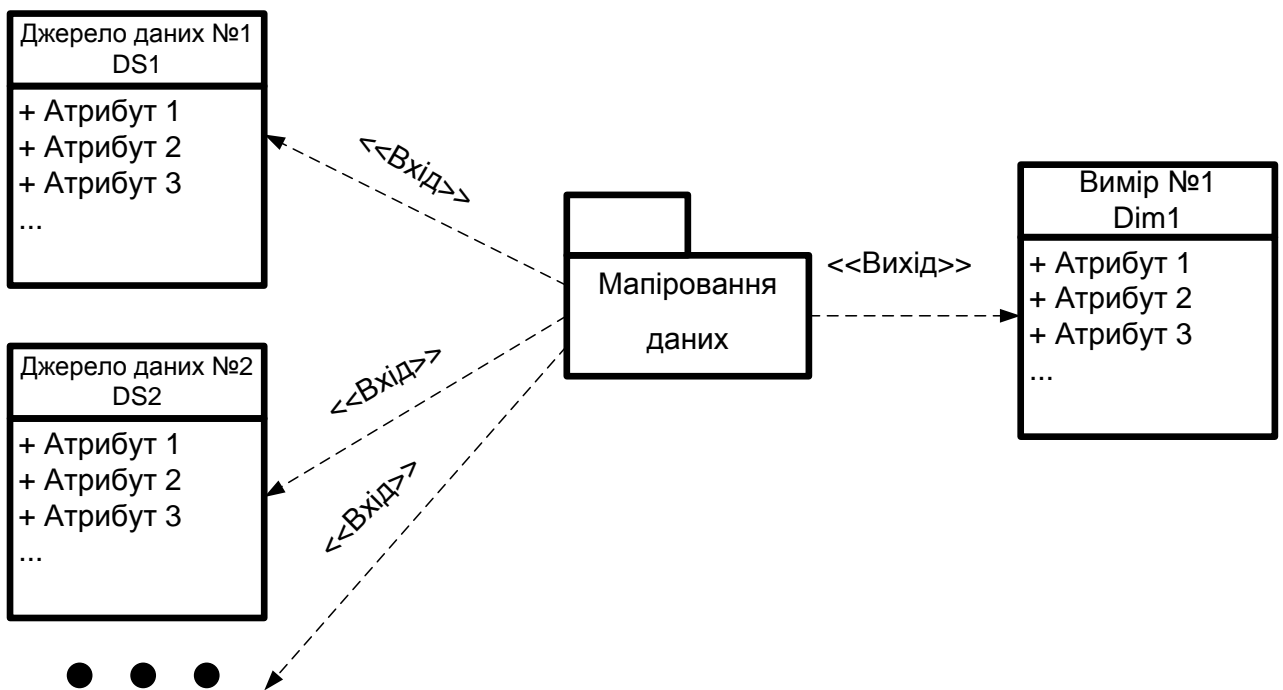 Джерело даних №1
DS1
+ Атрибут 1
+ Атрибут 2
+ Атрибут 3
...
<<Вхід>>
Джерело даних №2
DS2
+ Атрибут 1
+ Атрибут 2
+ Атрибут 3
...
<<Вхід>>
<<Вхід>>
Мапіровання
даних
<<Вихід>>
Вимір №1
Dim1
+ Атрибут 1
+ Атрибут 2
+ Атрибут 3
...